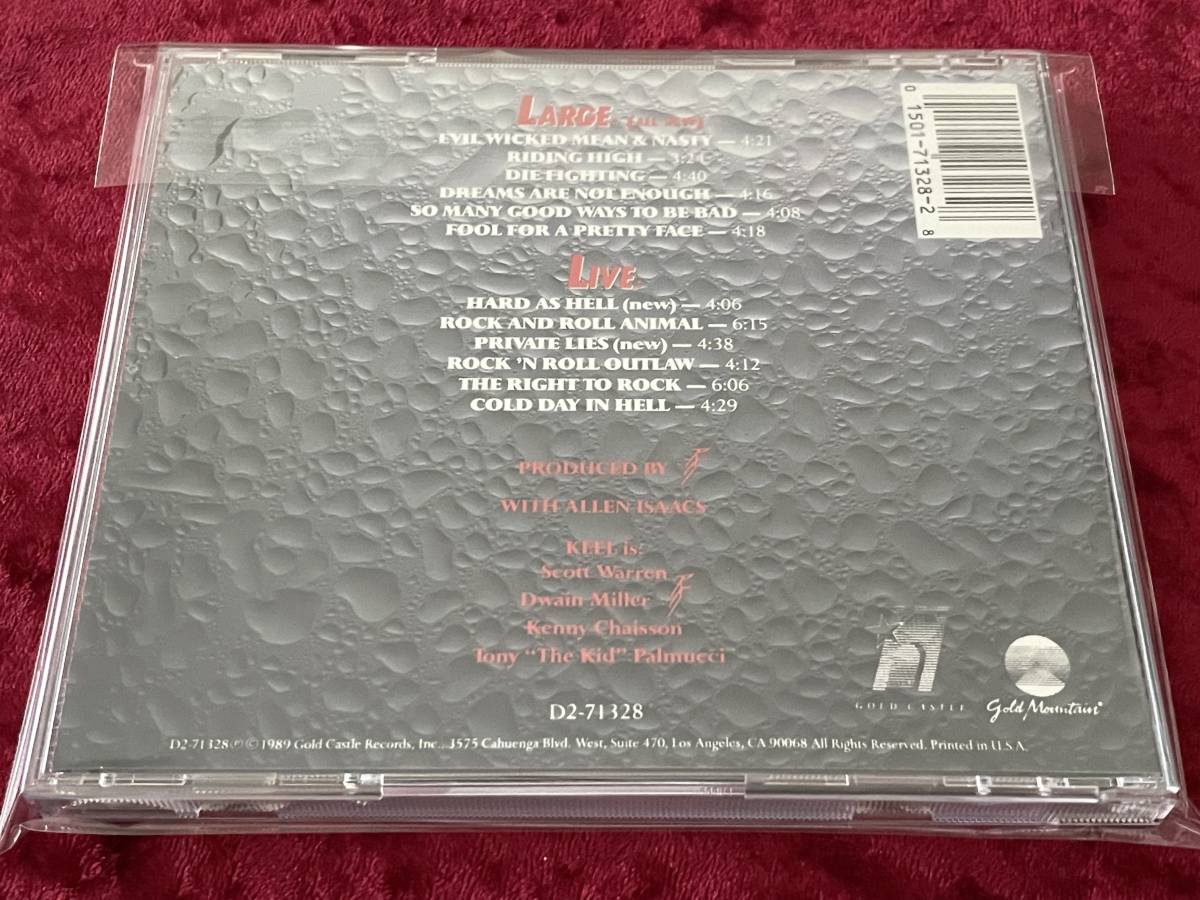 LARGE [ALL NEW]
EVIL WICKED MEAN & NASTY — 4:21
RIDING HIGH — 3:24
DIE FIGHTING — 4:40
DREAMS ARE NOT ENOUGH — 4:16
SO MANY GOOD WAYS TO BE BAD — 4:08
FOOL FOR A PRETTY FACE — 4:18
LIVE
HARD AS HELL (new) — 4:06
ROCK AND ROLL ANIMAL — 6:15
PRIVATE LIES (new) — 4:38
ROCK 'N ROLL OUTLAW — 4:12
THE RIGHT TO ROCK — 6:06
COLD DAY IN HELL — 4:29
PRODUCED BY
WITH ALLEN ISAACS
KEEL is:
Scott Warren
Dwain Miller
Kenny Chaisson
Tony "The Kid" Palmucci
D2-71328
D2-71328 ℗ © 1989 Gold Castle Records, Inc., 3575 Cahuenga Blvd. West, Suite 470, Los Angeles, CA 90068 All Rights Reserved. Printed in U.S.A.
0 1501-71328-2 8
GOLD CASTLE
Gold Mountain